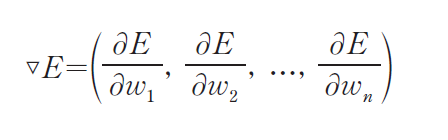 ▽E=(∂E/∂w₁, ∂E/∂w₂, ..., ∂E/∂wₙ)